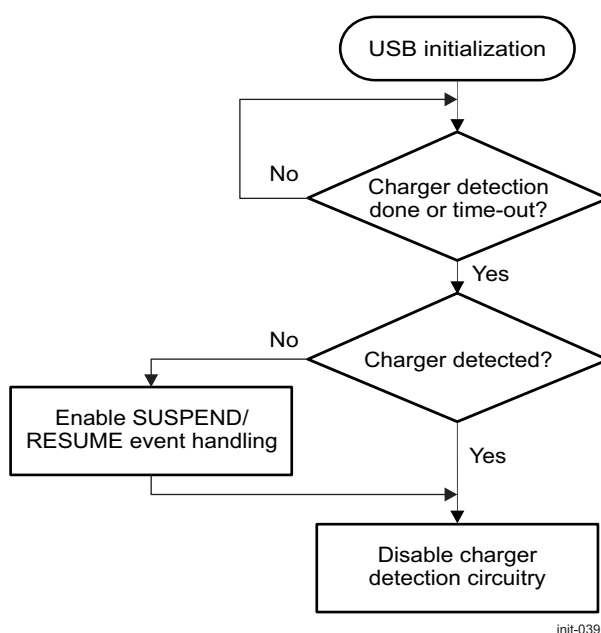 USB initialization
No
Charger detection
done or time-out?
Yes
No
Charger detected?
Enable SUSPEND/
RESUME event handling
Yes
Disable charger
detection circuitry
init-039